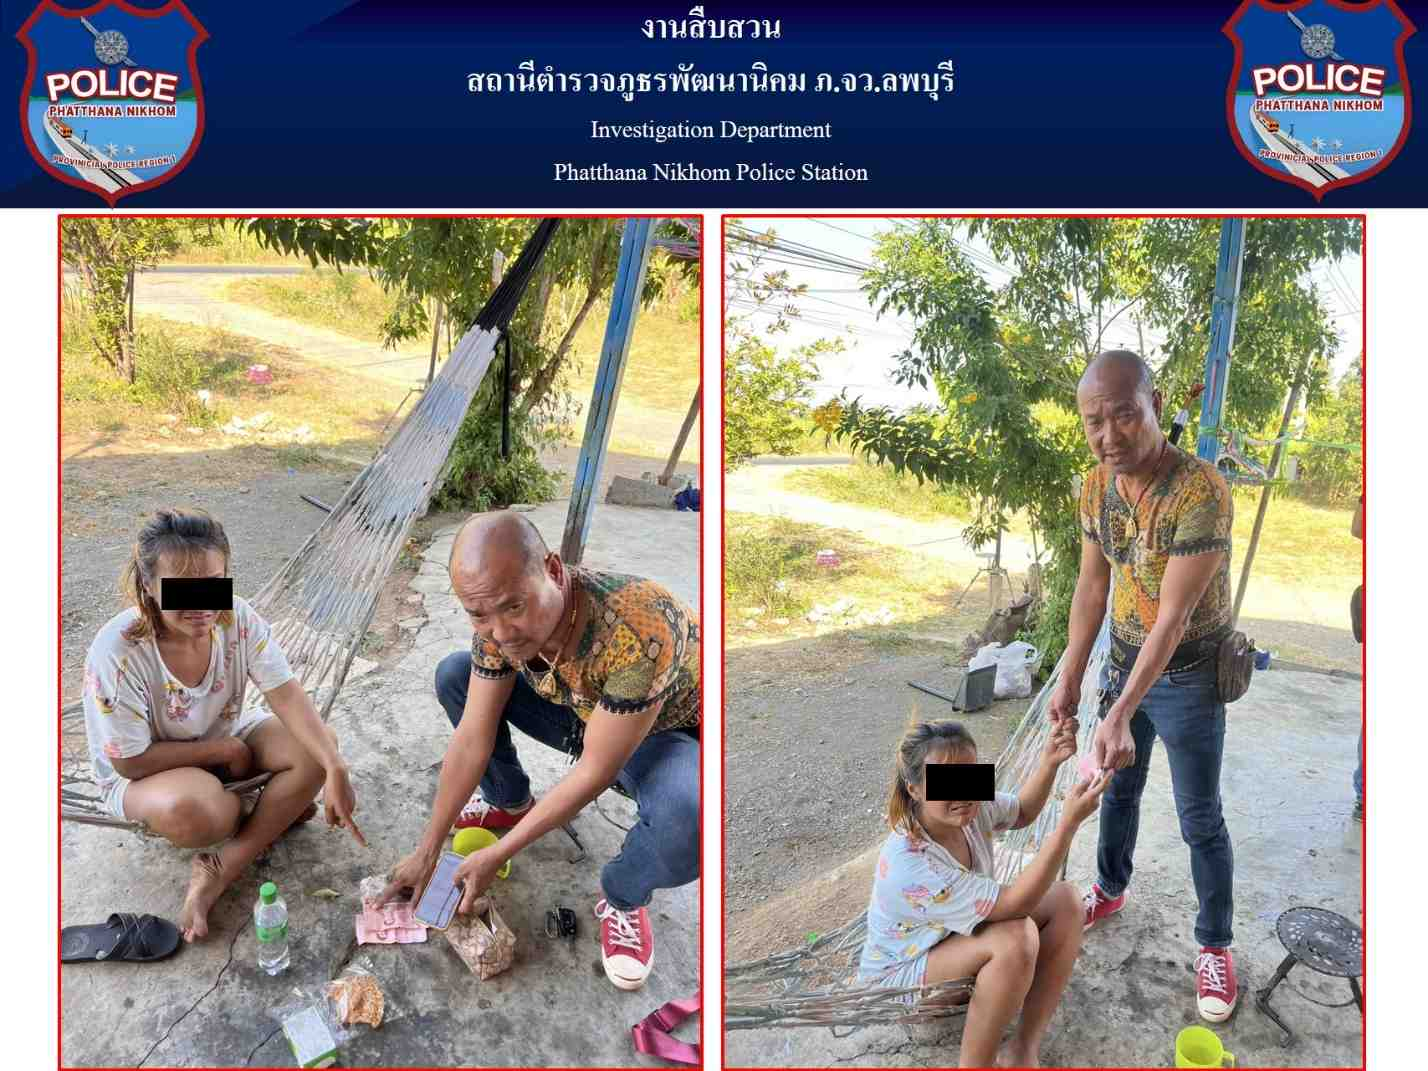 งานสืบสวน
สถานีตำรวจภูธรพัฒนานิคม ภ.จว.ลพบุรี
Investigation Department
Phatthana Nikhom Police Station
POLICE
PHATTHANA NIKHOM
PROVINCIAL POLICE REGION 1
POLICE
PHATTHANA NIKHOM
PROVINCIAL POLICE REGION 1